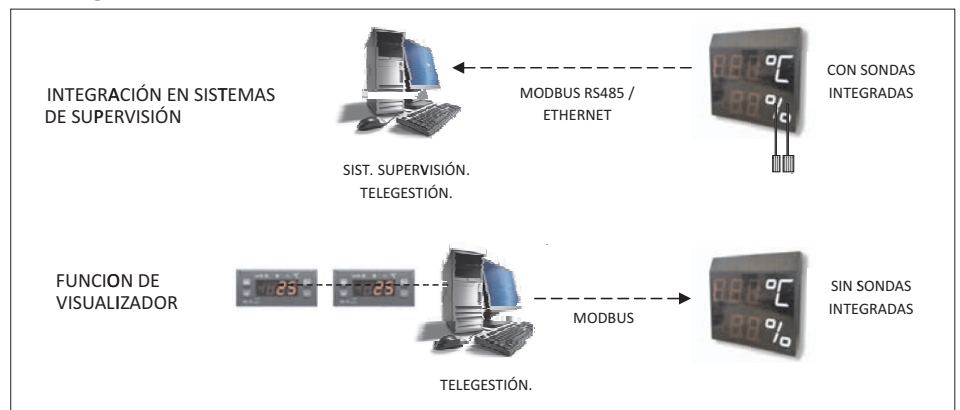 INTEGRACIÓN EN SISTEMAS
DE SUPERVISIÓN
MODBUS RS485 /
ETHERNET
SIST. SUPERVISIÓN.
TELEGESTIÓN.
°C
%
CON SONDAS
INTEGRADAS
FUNCION DE
VISUALIZADOR
25
25
TELEGESTIÓN.
MODBUS
°C
%
SIN SONDAS
INTEGRADAS